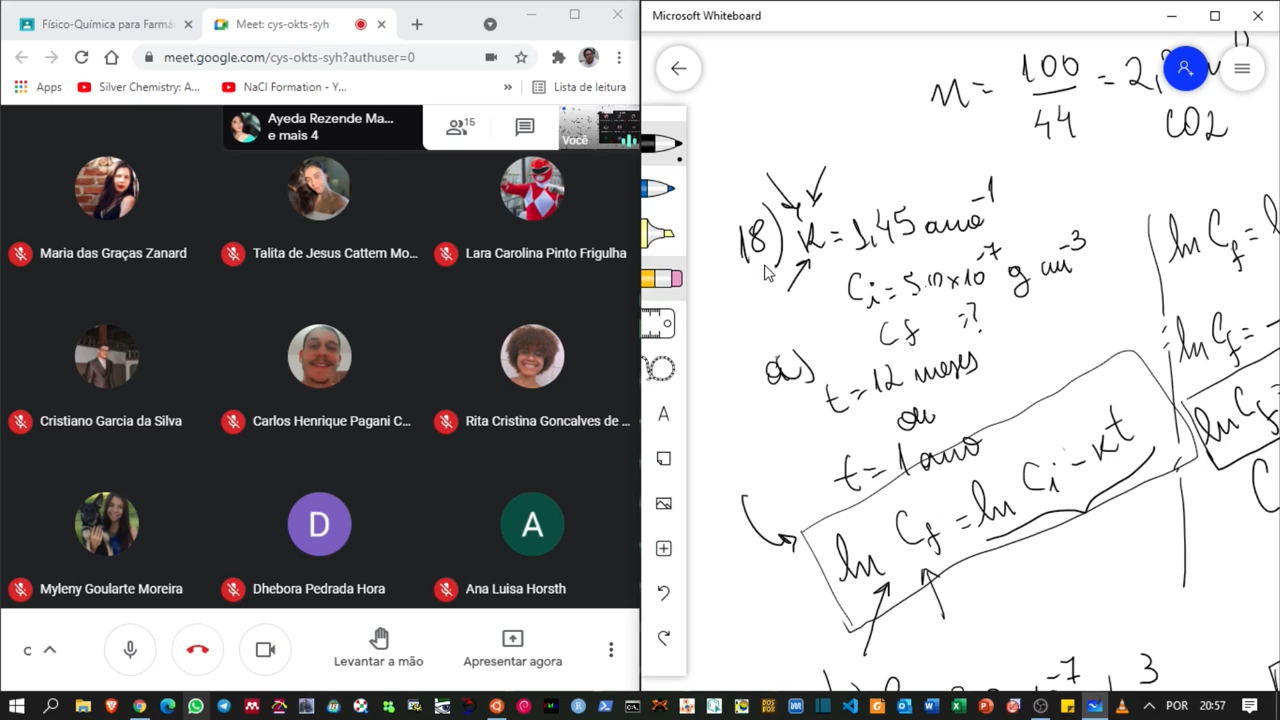 Físico-Química para Farmá
Meet: cys-okts-syh
meet.google.com/cys-okts-syh?authuser=0
Apps
Silver Chemistry: A...
NaCl Formation - Y...
»
Lista de leitura
Ayeda Rezende Ma...
e mais 4
15
Você
Maria das Graças Zanard
Talita de Jesus Cattem Mo...
Lara Carolina Pinto Frigulha
Cristiano Garcia da Silva
Carlos Henrique Pagani C...
Rita Cristina Goncalves de ...
D
A
Myleny Goularte Moreira
Dhebora Pedrada Hora
Ana Luisa Horsth
c
Levantar a mão
Apresentar agora
Microsoft Whiteboard
n = 100/44 = 2,
CO2
18) K = 1,45 ano⁻¹
Ci = 5.10x10⁻⁷ g cm⁻³
Cf = ?
a) t = 12 meses
ou
t = 1 ano
ln Cf = ln Ci - Kt
ln Cf = l
ln Cf = -
ln Cf =
C
A
POR
20:57